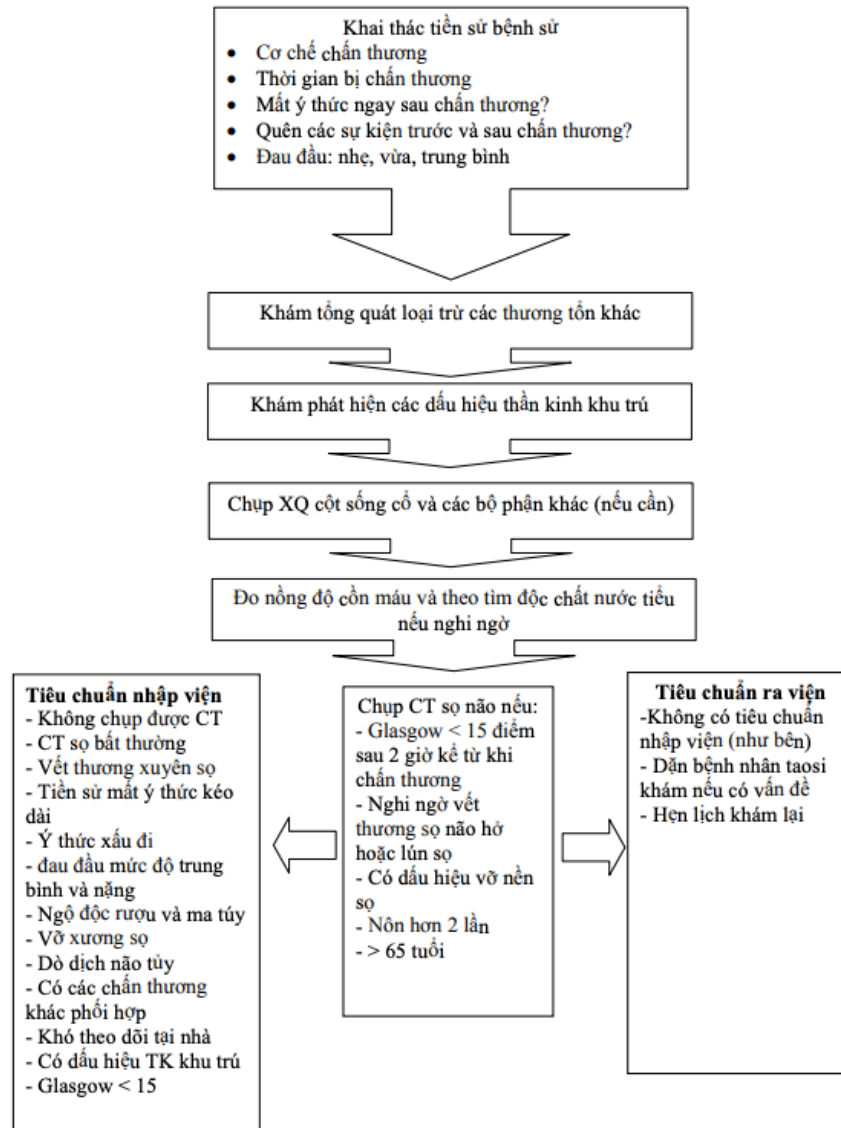 Khai thác tiền sử bệnh sử
• Cơ chế chấn thương
• Thời gian bị chấn thương
• Mất ý thức ngay sau chấn thương?
• Quên các sự kiện trước và sau chấn thương?
• Đau đầu: nhẹ, vừa, trung bình
Khám tổng quát loại trừ các thương tổn khác
Khám phát hiện các dấu hiệu thần kinh khu trú
Chụp XQ cột sống cổ và các bộ phận khác (nếu cần)
Đo nồng độ cồn máu và theo tìm độc chất nước tiểu
nếu nghi ngờ
Tiêu chuẩn nhập viện
- Không chụp được CT
- CT sọ bất thường
- Vết thương xuyên sọ
- Tiền sử mất ý thức kéo
dài
- Ý thức xấu đi
- đau đầu mức độ trung
bình và nặng
- Ngộ độc rượu và ma túy
- Vỡ xương sọ
- Dò dịch não tủy
- Có các chấn thương
khác phối hợp
- Khó theo dõi tại nhà
- Có dấu hiệu TK khu trú
- Glasgow < 15
Chụp CT sọ não nếu:
- Glasgow < 15 điểm
sau 2 giờ kể từ khi
chấn thương
- Nghi ngờ vết
thương sọ não hở
hoặc lún sọ
- Có dấu hiệu vỡ nền
sọ
- Nôn hơn 2 lần
- > 65 tuổi
Tiêu chuẩn ra viện
-Không có tiêu chuẩn
nhập viện (như bên)
- Dặn bệnh nhân taosi
khám nếu có vấn đề
- Hẹn lịch khám lại